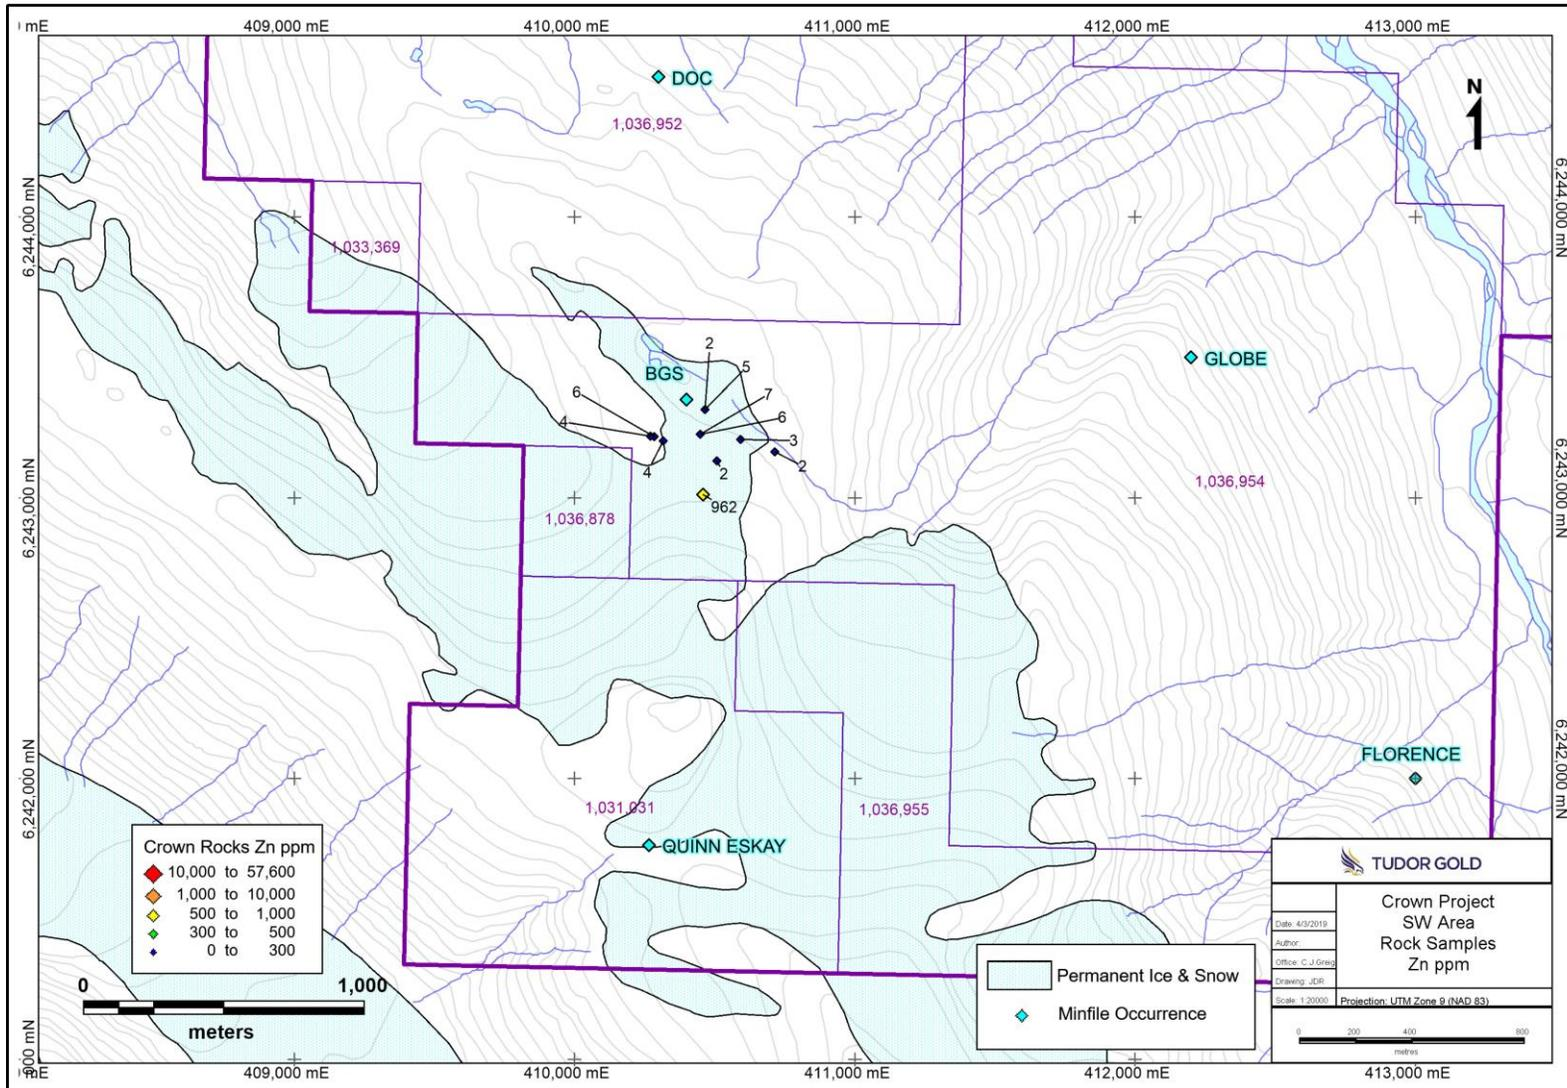 mE
409,000 mE
410,000 mE
411,000 mE
412,000 mE
413,000 mE
DOC
N
1,036,952
6,244,000 mN
6,244,000 mN
1,033,369
2
BGS
5
GLOBE
6
7
4
6
3
4
2
2
6,243,000 mN
6,243,000 mN
1,036,954
962
1,036,878
6,242,000 mN
6,242,000 mN
FLORENCE
1,031,031
1,036,955
QUINN ESKAY
Crown Rocks Zn ppm
10,000 to 57,600
1,000 to 10,000
500 to 1,000
300 to 500
0 to 300
0 1,000
meters
Permanent Ice & Snow
Minfile Occurrence
TUDOR GOLD
Crown Project
SW Area
Rock Samples
Zn ppm
Date: 4/3/2019
Author:
Office: C.J.Greig
Drawing: JDR
Scale: 1:20000
Projection: UTM Zone 9 (NAD 83)
0 200 400 800
metres
000 mN
mE
409,000 mE
410,000 mE
411,000 mE
412,000 mE
413,000 mE